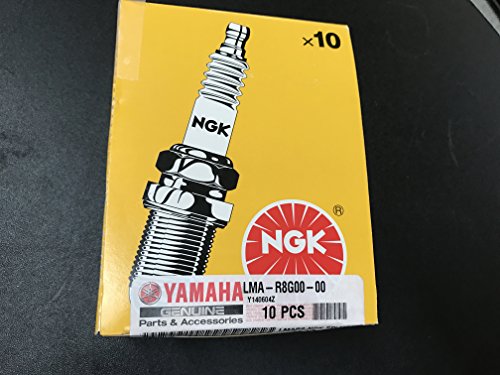 ×10
NGK
®
NGK
YAMAHA LMA-R8G00-00
Y140604Z
GENUINE
Parts & Accessories 10 PCS